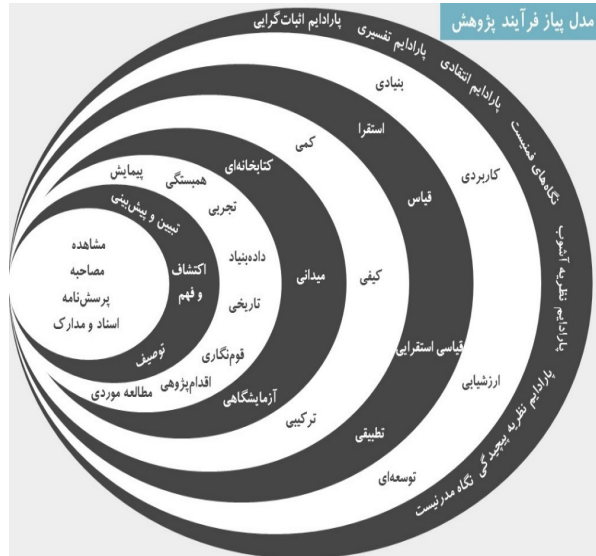 مدل پیاز فرآیند پژوهش
پارادایم اثبات‌گرایی
پارادایم تفسیری
پارادایم انتقادی
نگاه‌های فمنیست
پارادایم نظریه آشوب
پارادایم نظریه پیچیدگی
نگاه مدرنیست
بنیادی
کاربردی
ارزشیابی
توسعه‌ای
استقرا
قیاس
قیاسی استقرایی
تطبیقی
کمی
کیفی
ترکیبی
کتابخانه‌ای
میدانی
آزمایشگاهی
پیمایش
همبستگی
تجربی
داده‌بنیاد
تاریخی
قوم‌نگاری
اقدام‌پژوهی
مطالعه موردی
تبیین و پیش‌بینی
اکتشاف
و فهم
توصیف
مشاهده
مصاحبه
پرسش‌نامه
اسناد و مدارک